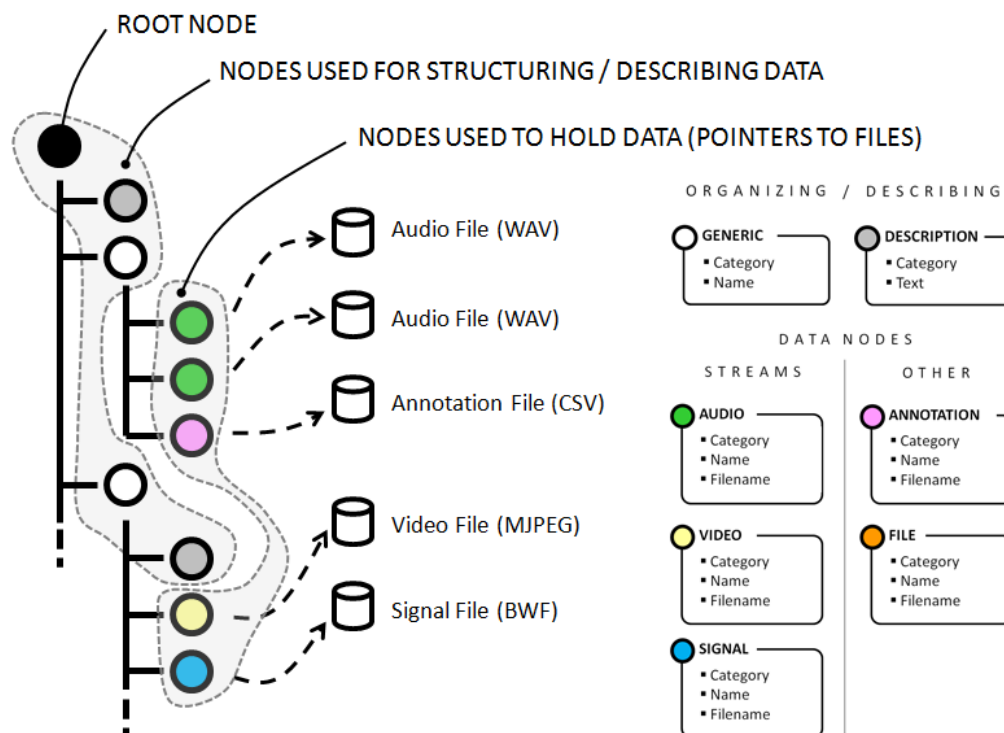 ROOT NODE
NODES USED FOR STRUCTURING / DESCRIBING DATA
NODES USED TO HOLD DATA (POINTERS TO FILES)
Audio File (WAV)
Audio File (WAV)
Annotation File (CSV)
Video File (MJPEG)
Signal File (BWF)
ORGANIZING / DESCRIBING
GENERIC
▪ Category
▪ Name
DESCRIPTION
▪ Category
▪ Text
DATA NODES
STREAMS
OTHER
AUDIO
▪ Category
▪ Name
▪ Filename
ANNOTATION
▪ Category
▪ Name
▪ Filename
VIDEO
▪ Category
▪ Name
▪ Filename
FILE
▪ Category
▪ Name
▪ Filename
SIGNAL
▪ Category
▪ Name
▪ Filename